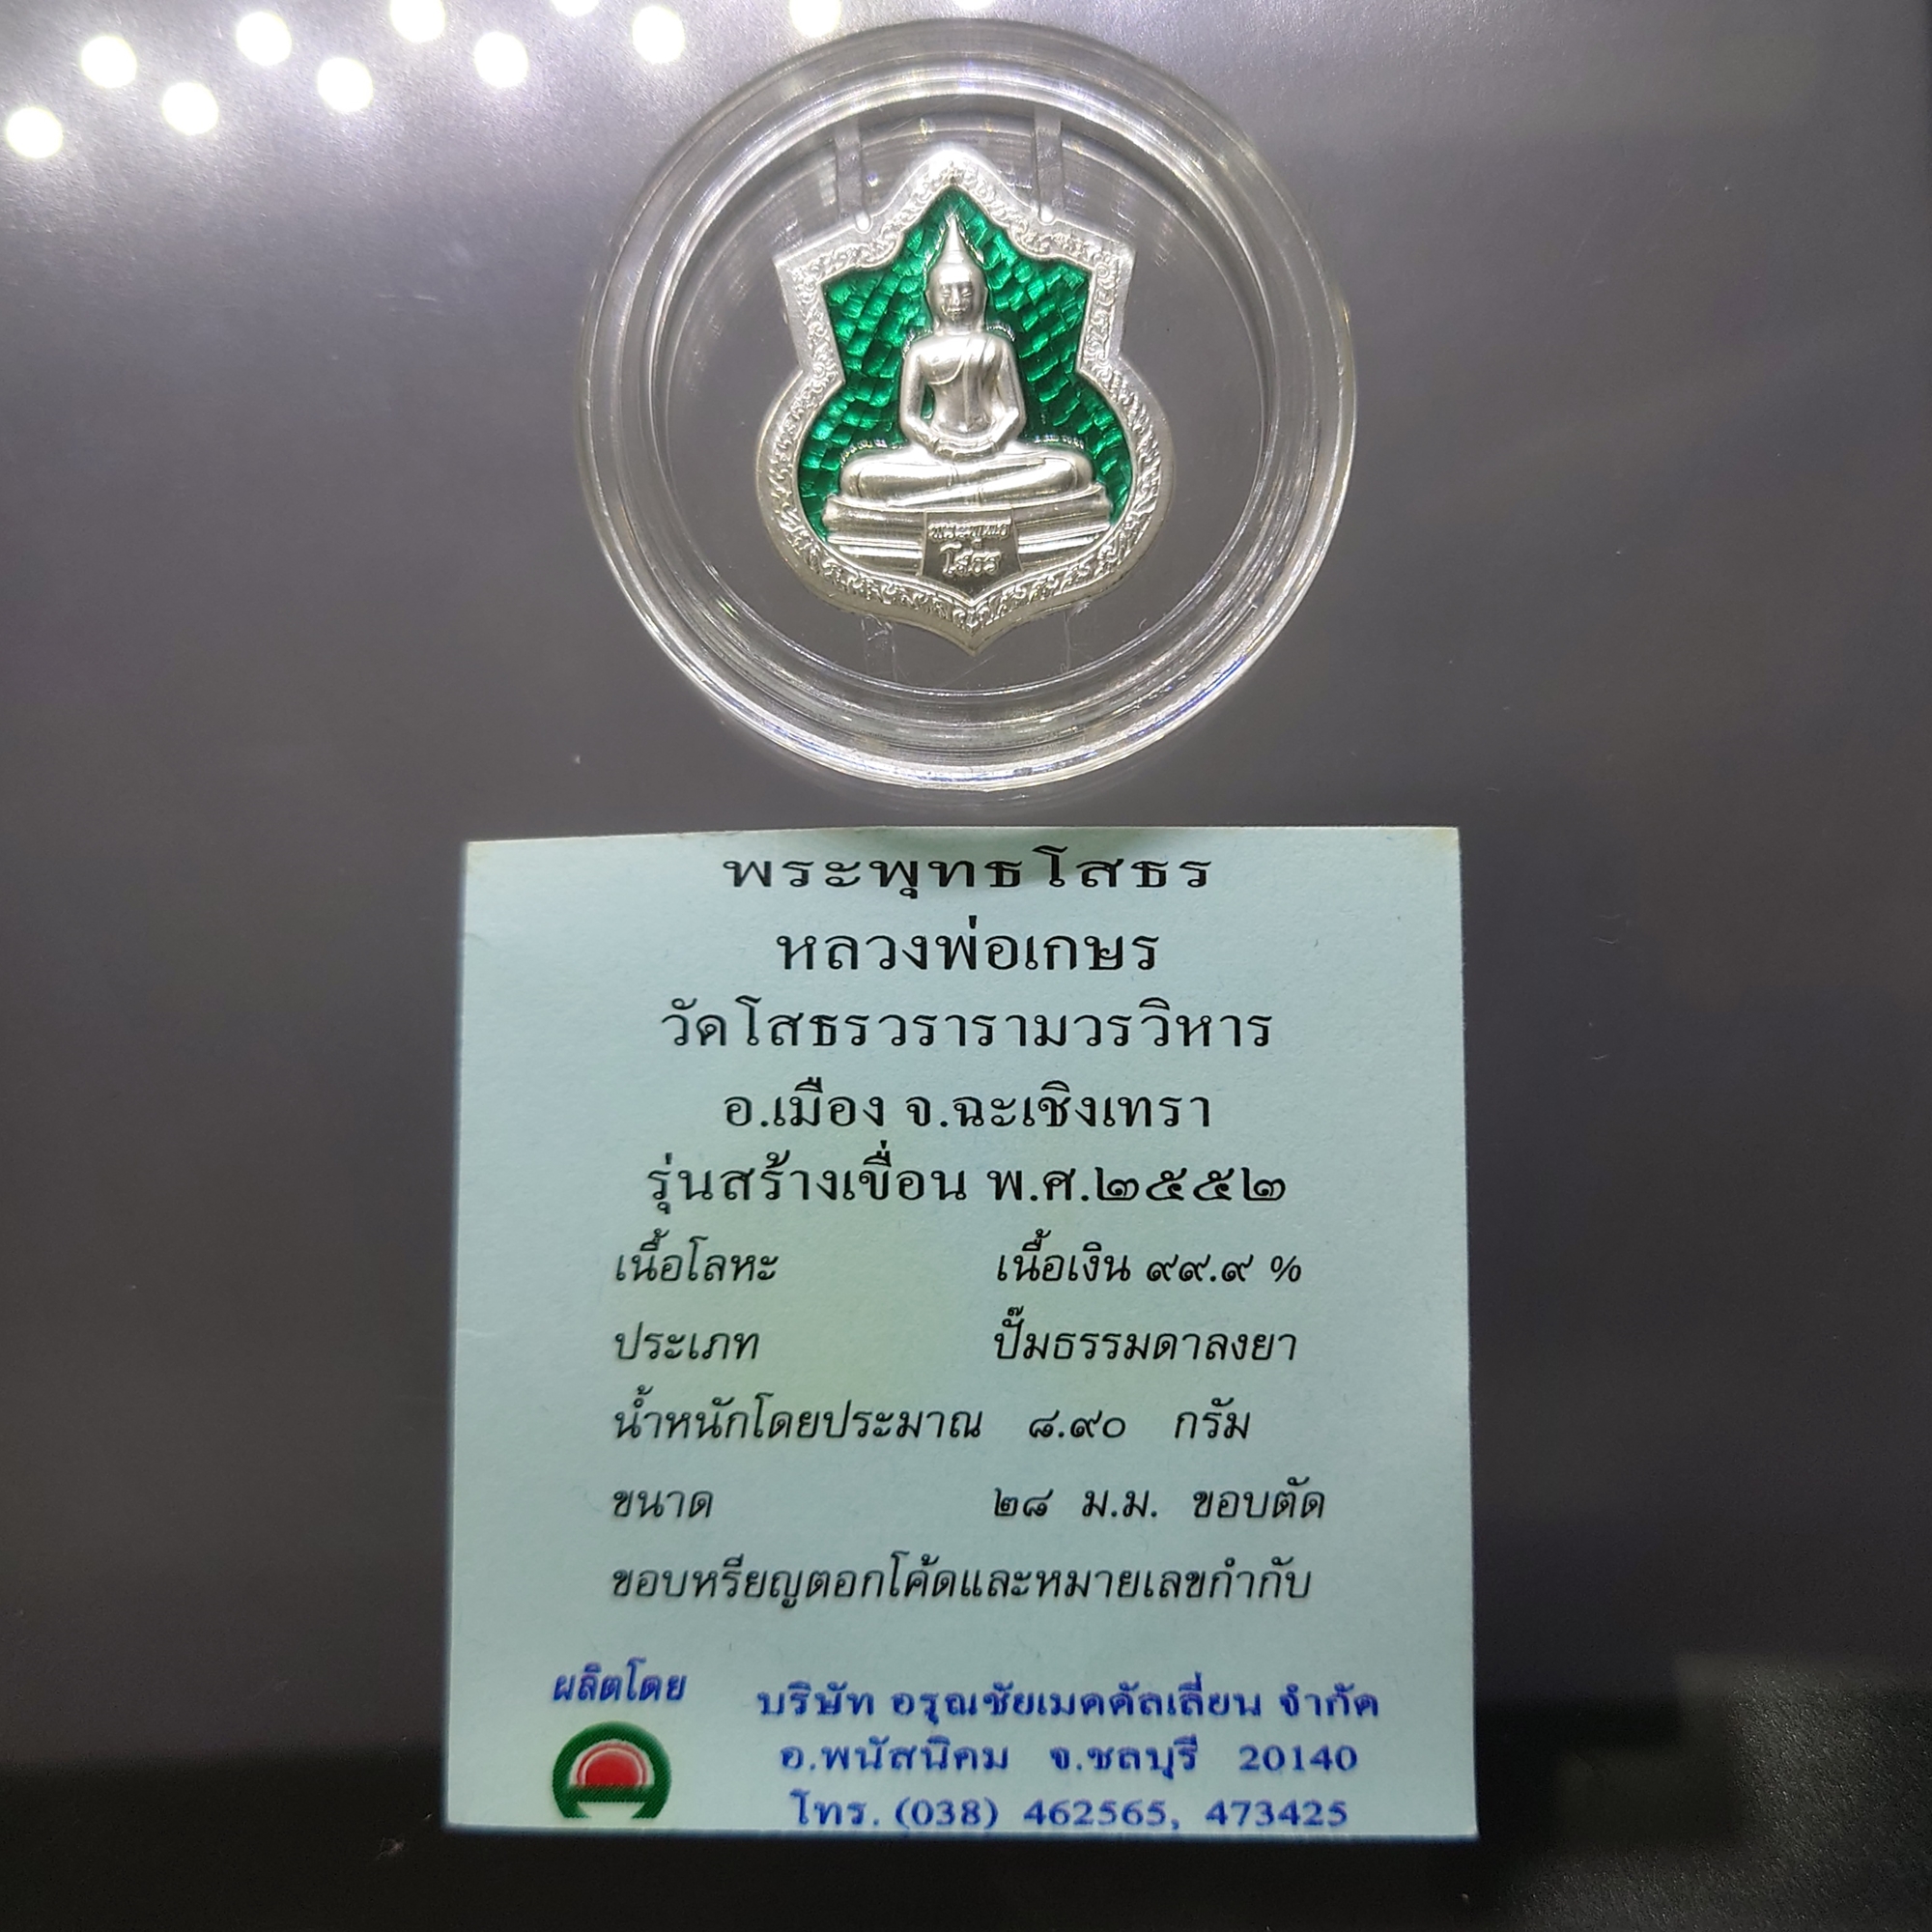 พระพุทธ
โสธร
พระพุทธโสธร
หลวงพ่อเกษร
วัดโสธรวรารามวรวิหาร
อ.เมือง จ.ฉะเชิงเทรา
รุ่นสร้างเขื่อน พ.ศ.๒๕๕๒
เนื้อโลหะ เนื้อเงิน ๙๙.๙ %
ประเภท ปั๊มธรรมดาลงยา
น้ำหนักโดยประมาณ ๘.๙๐ กรัม
ขนาด ๒๘ ม.ม. ขอบตัด
ขอบเหรียญตอกโค้ดและหมายเลขกำกับ
ผลิตโดย บริษัท อรุณชัยเมคคัลเลี่ยน จำกัด
อ.พนัสนิคม จ.ชลบุรี 20140
โทร. (038) 462565, 473425